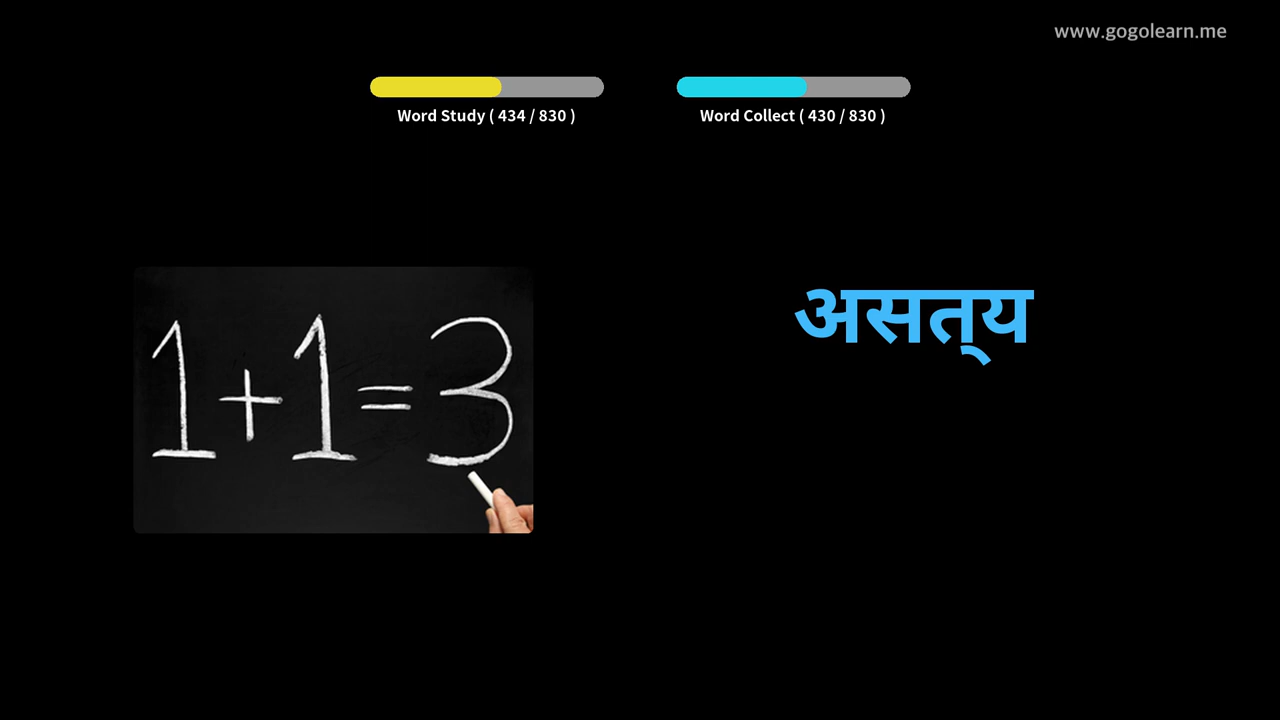 www.gogolearn.me
Word Study ( 434 / 830 )
Word Collect ( 430 / 830 )
1+1=3
असत्‌य